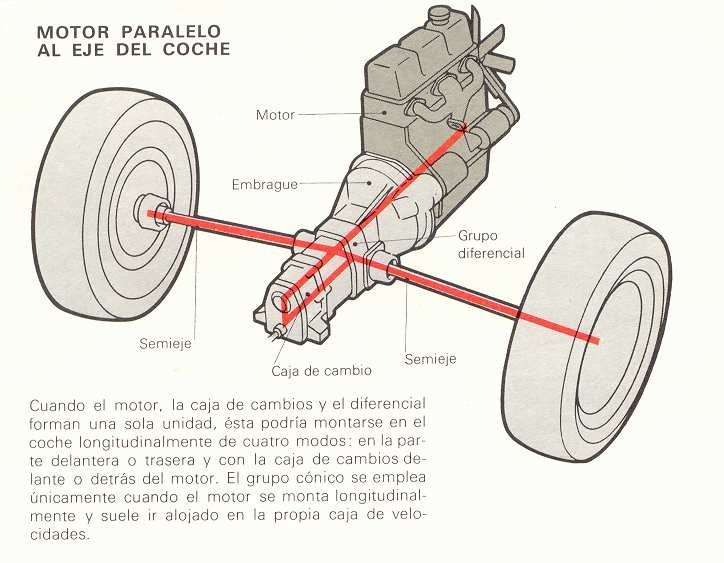 MOTOR PARALELO
AL EJE DEL COCHE
Motor
Embrague
Grupo
diferencial
Semieje
Semieje
Caja de cambio
Cuando el motor, la caja de cambios y el diferencial
forman una sola unidad, ésta podría montarse en el
coche longitudinalmente de cuatro modos: en la par-
te delantera o trasera y con la caja de cambios de-
lante o detrás del motor. El grupo cónico se emplea
únicamente cuando el motor se monta longitudinal-
mente y suele ir alojado en la propia caja de velo-
cidades.